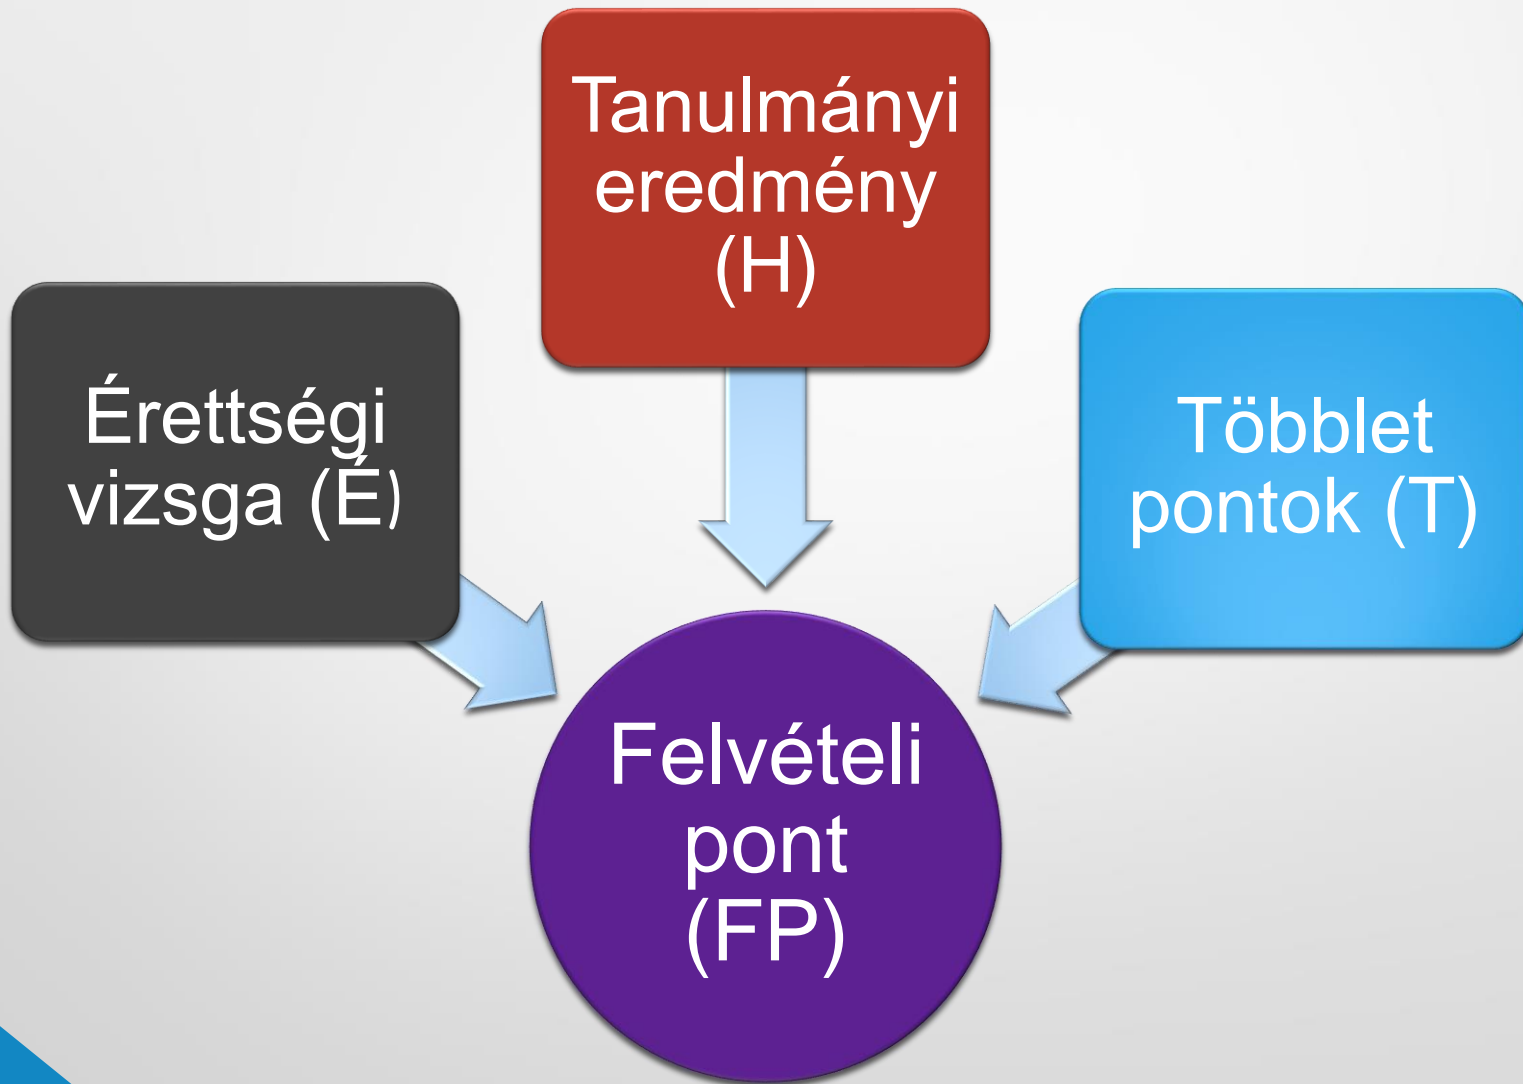 Tanulmányi
eredmény
(H)
Érettségi
vizsga (É)
Többlet
pontok (T)
Felvételi
pont
(FP)